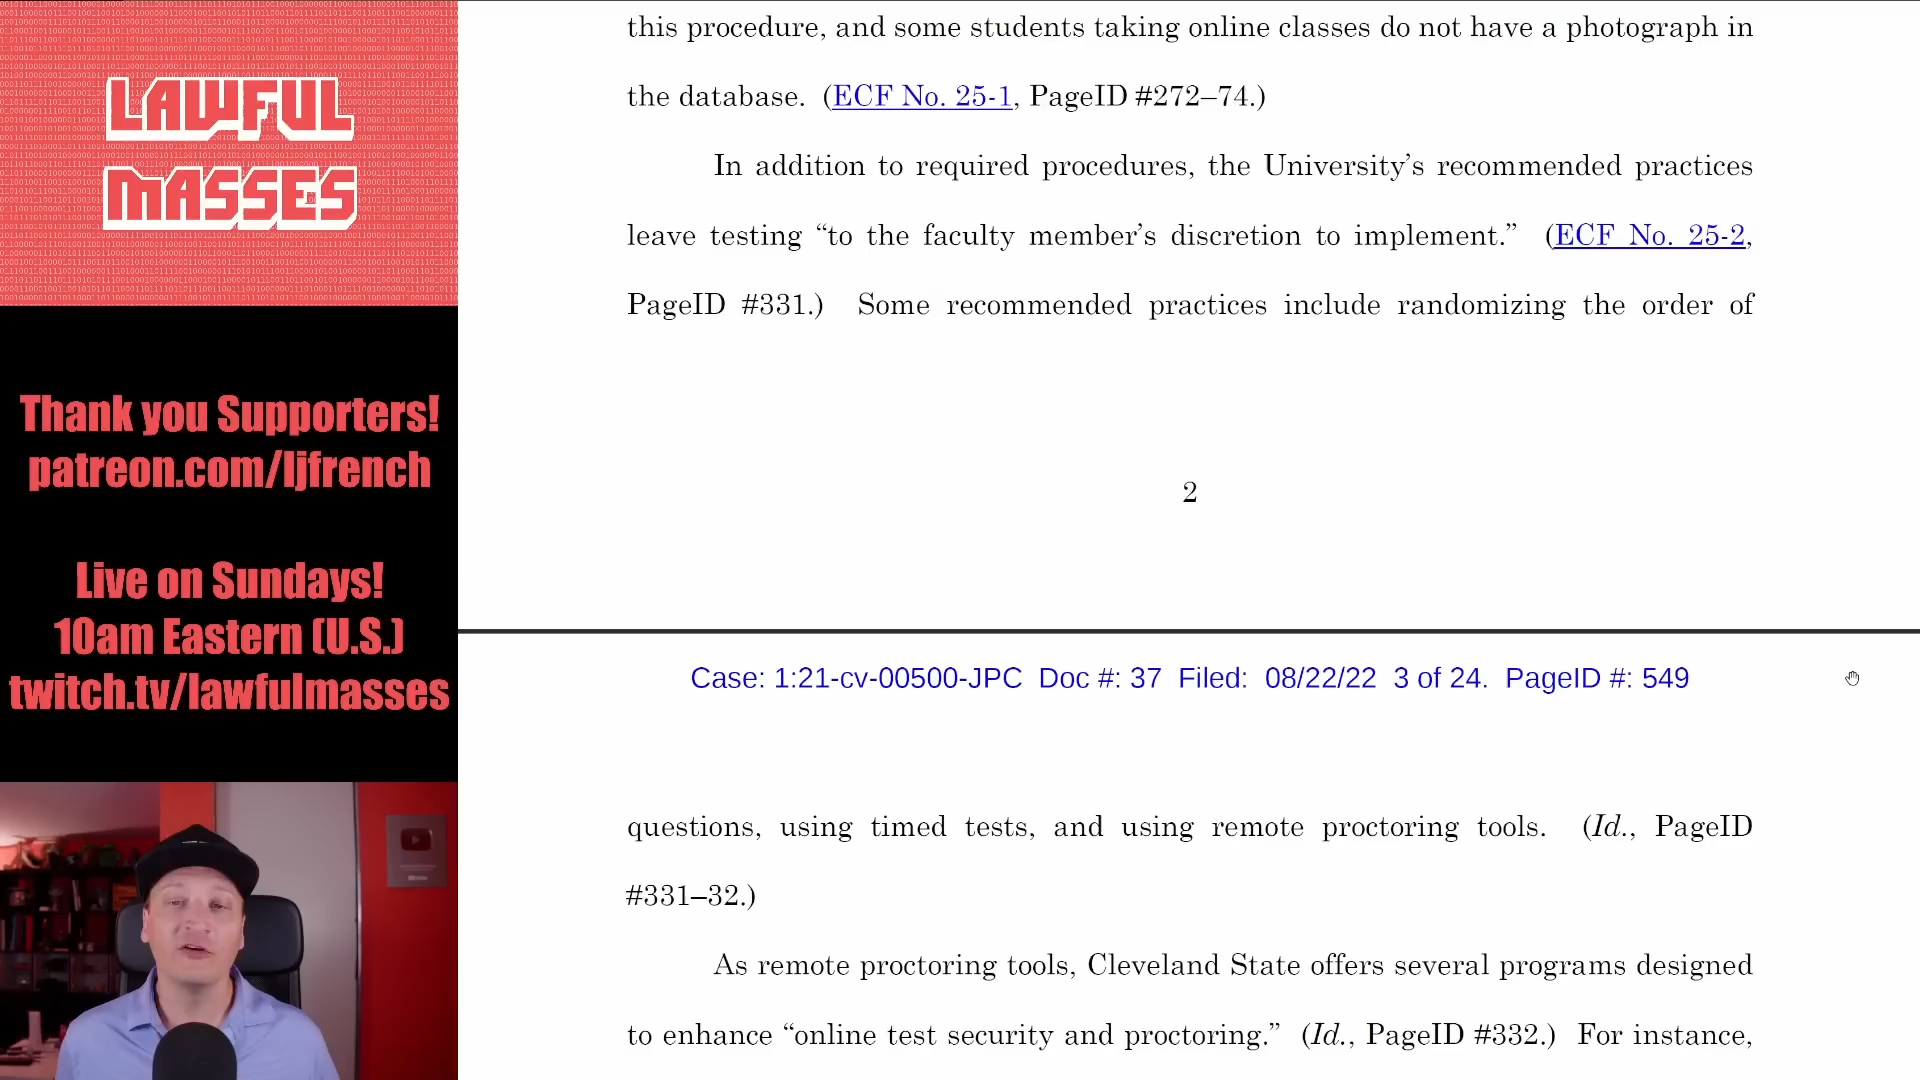 LAWFUL
MASSES
Thank you Supporters!
patreon.com/ljfrench
Live on Sundays!
10am Eastern (U.S.)
twitch.tv/lawfulmasses
this procedure, and some students taking online classes do not have a photograph in
the database. (ECF No. 25-1, PageID #272–74.)
In addition to required procedures, the University’s recommended practices
leave testing “to the faculty member’s discretion to implement.” (ECF No. 25-2,
PageID #331.) Some recommended practices include randomizing the order of
2
Case: 1:21-cv-00500-JPC Doc #: 37 Filed: 08/22/22 3 of 24. PageID #: 549
questions, using timed tests, and using remote proctoring tools. (Id., PageID
#331–32.)
As remote proctoring tools, Cleveland State offers several programs designed
to enhance “online test security and proctoring.” (Id., PageID #332.) For instance,